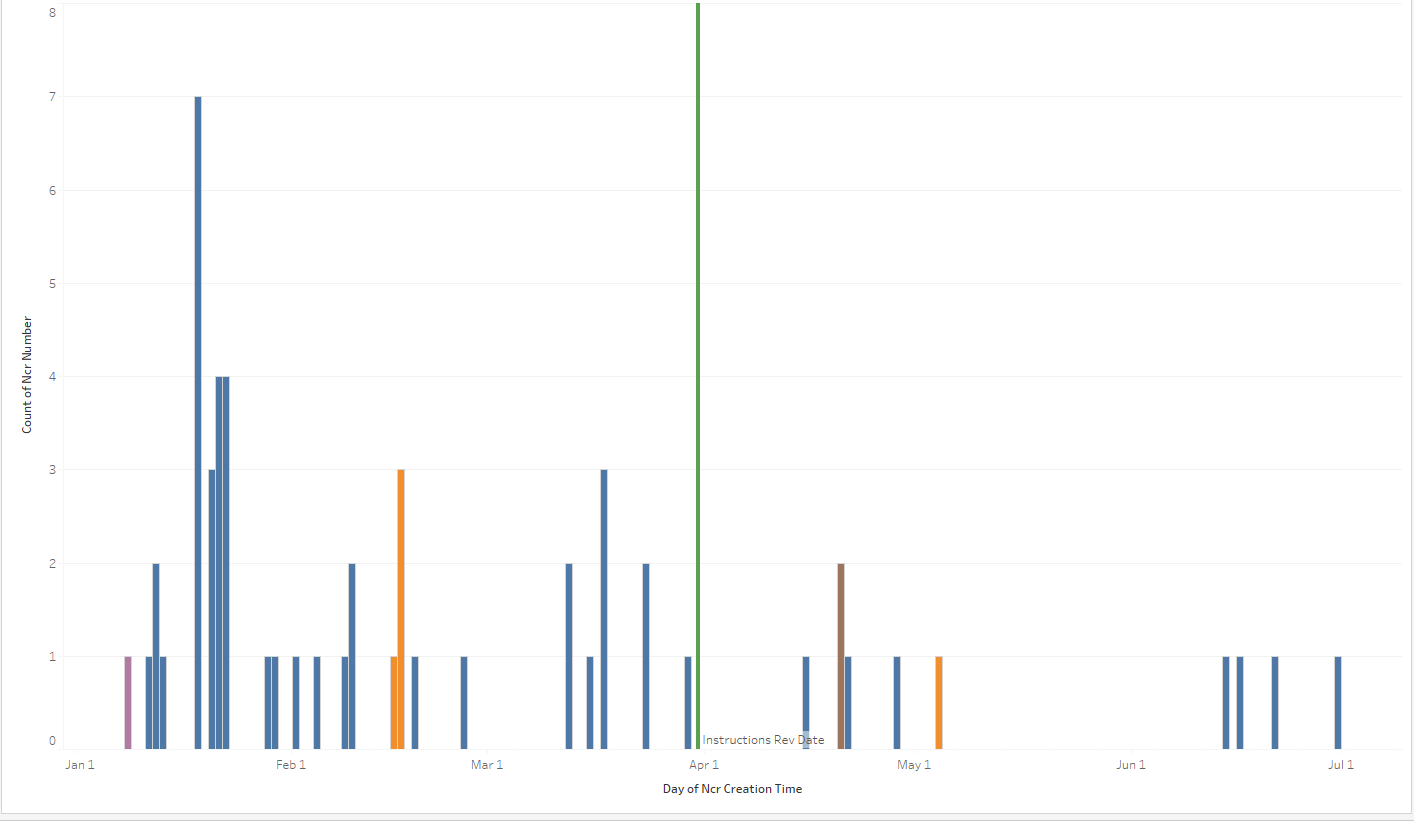 8
7
6
5
4
3
2
1
0
Count of Ncr Number
Instructions Rev Date
Jan 1 Feb 1 Mar 1 Apr 1 May 1 Jun 1 Jul 1
Day of Ncr Creation Time